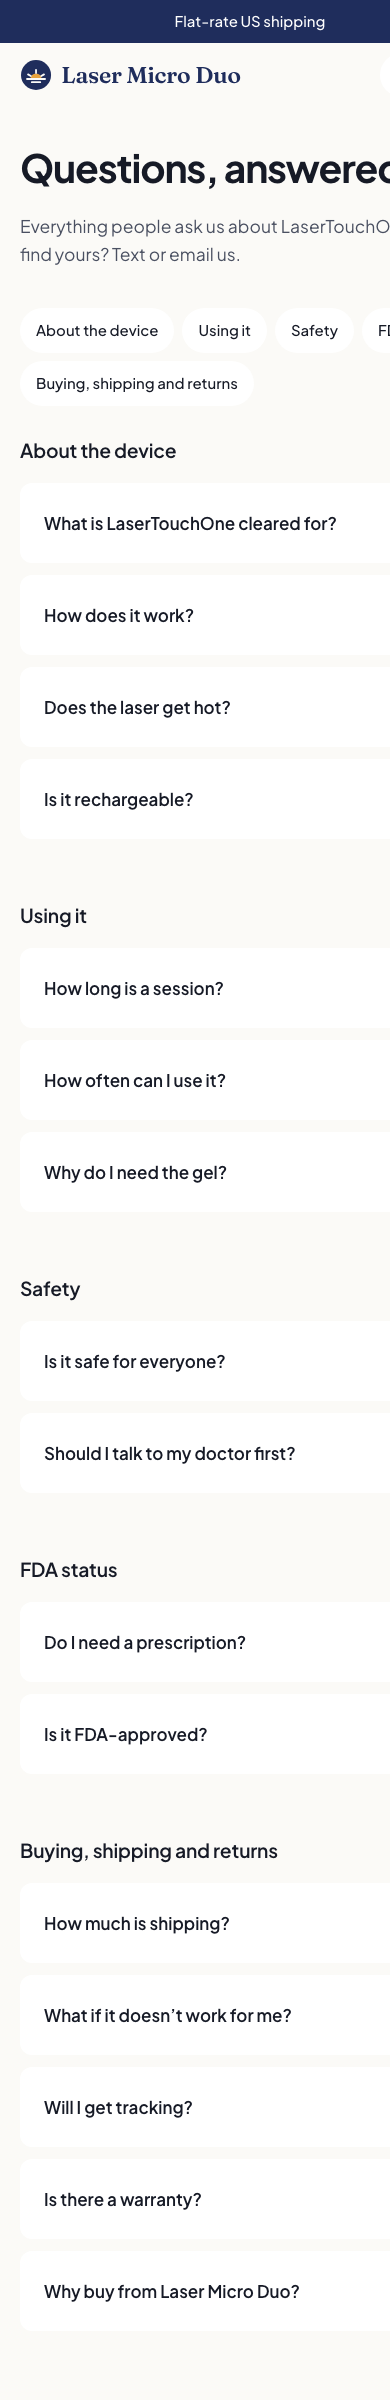 Flat-rate US shipping
Laser Micro Duo
Questions, answered
Everything people ask us about LaserTouchO
find yours? Text or email us.
About the device
Using it
Safety
FD
Buying, shipping and returns
About the device
What is LaserTouchOne cleared for?
How does it work?
Does the laser get hot?
Is it rechargeable?
Using it
How long is a session?
How often can I use it?
Why do I need the gel?
Safety
Is it safe for everyone?
Should I talk to my doctor first?
FDA status
Do I need a prescription?
Is it FDA-approved?
Buying, shipping and returns
How much is shipping?
What if it doesn’t work for me?
Will I get tracking?
Is there a warranty?
Why buy from Laser Micro Duo?